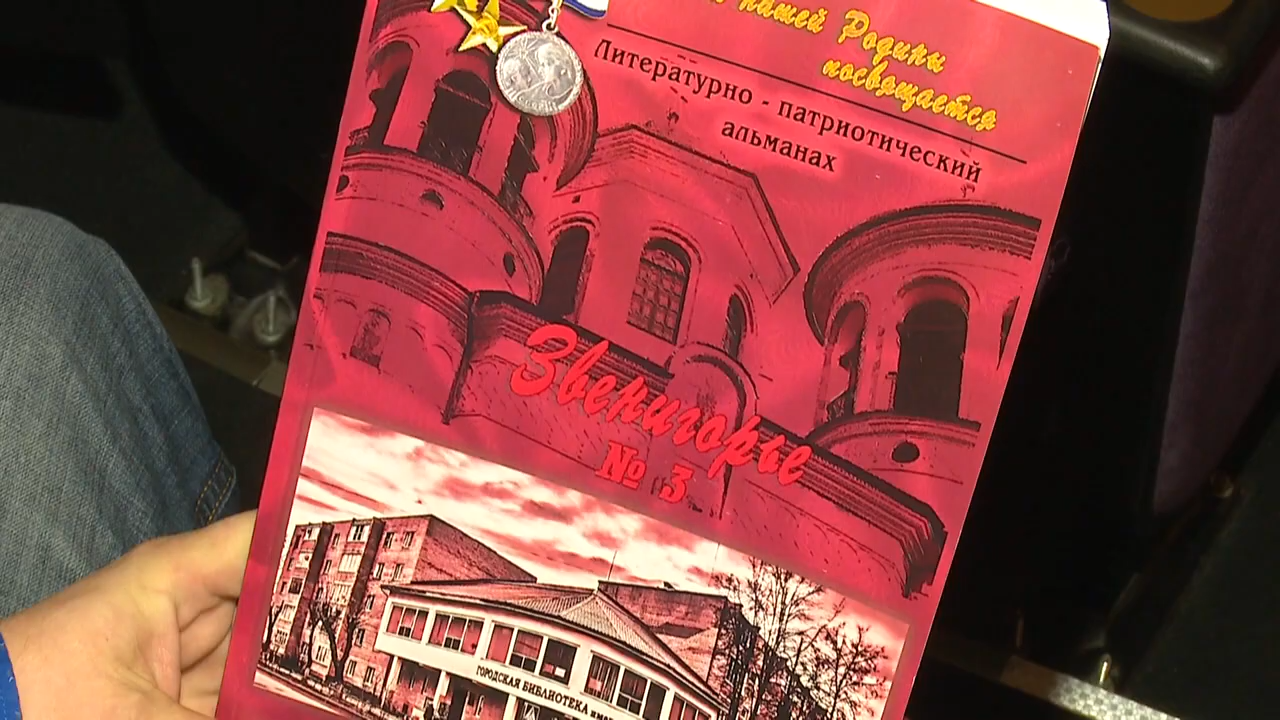 нашей Родины
посвящается
Литературно - патриотический
альманах
Звенигорье
№ 3
ГОРОДСКАЯ БИБЛИОТЕКА